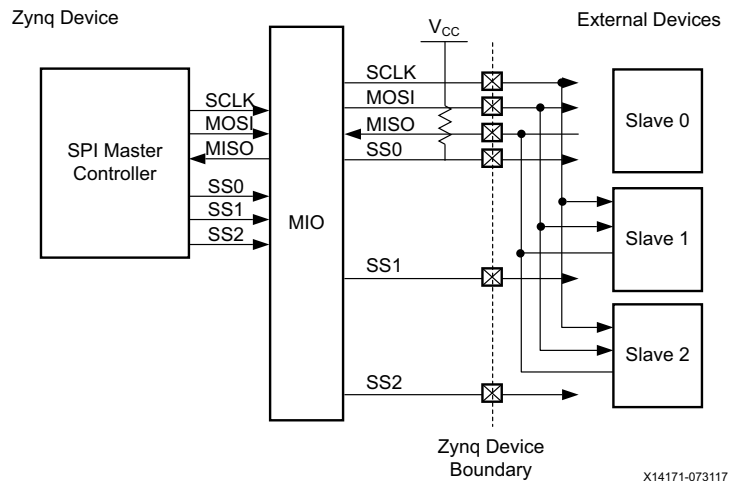 Zynq Device
External Devices
VCC
SPI Master
Controller
SCLK
MOSI
MISO
SS0
SS1
SS2
MIO
SCLK
MOSI
MISO
SS0
SS1
SS2
Slave 0
Slave 1
Slave 2
Zynq Device
Boundary
X14171-073117